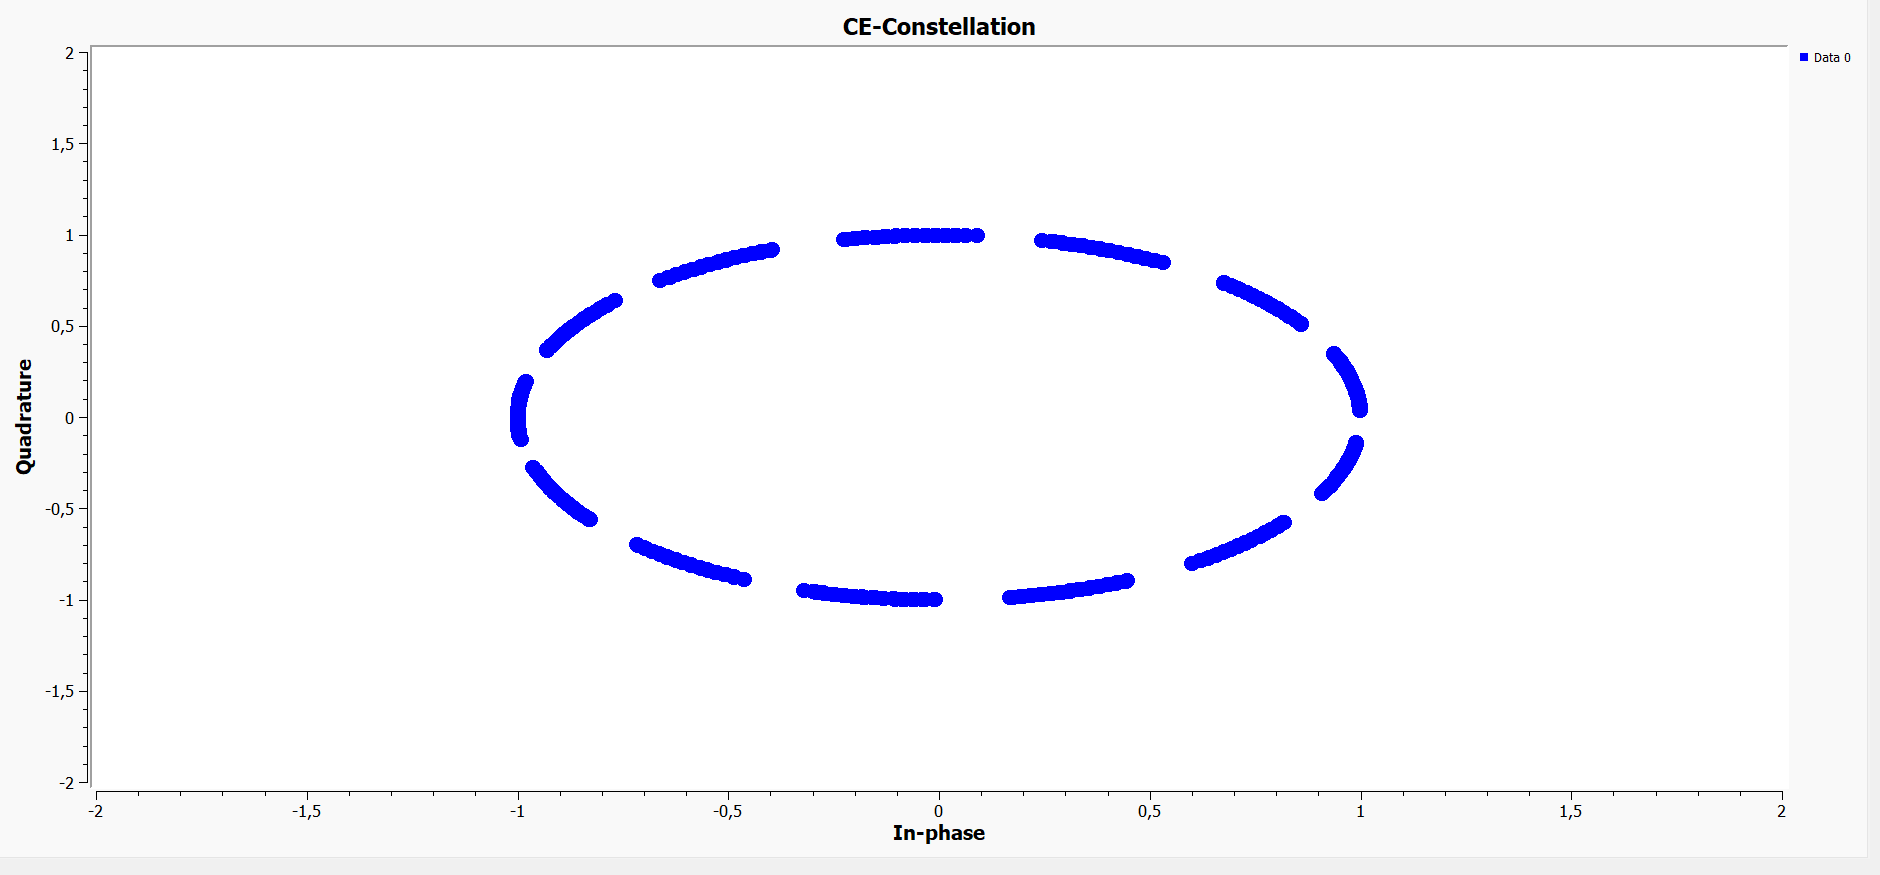 CE-Constellation
Data 0
2
1,5
1
0,5
0
-0,5
-1
-1,5
-2
Quadrature
-2 -1,5 -1 -0,5 0 0,5 1 1,5 2
In-phase